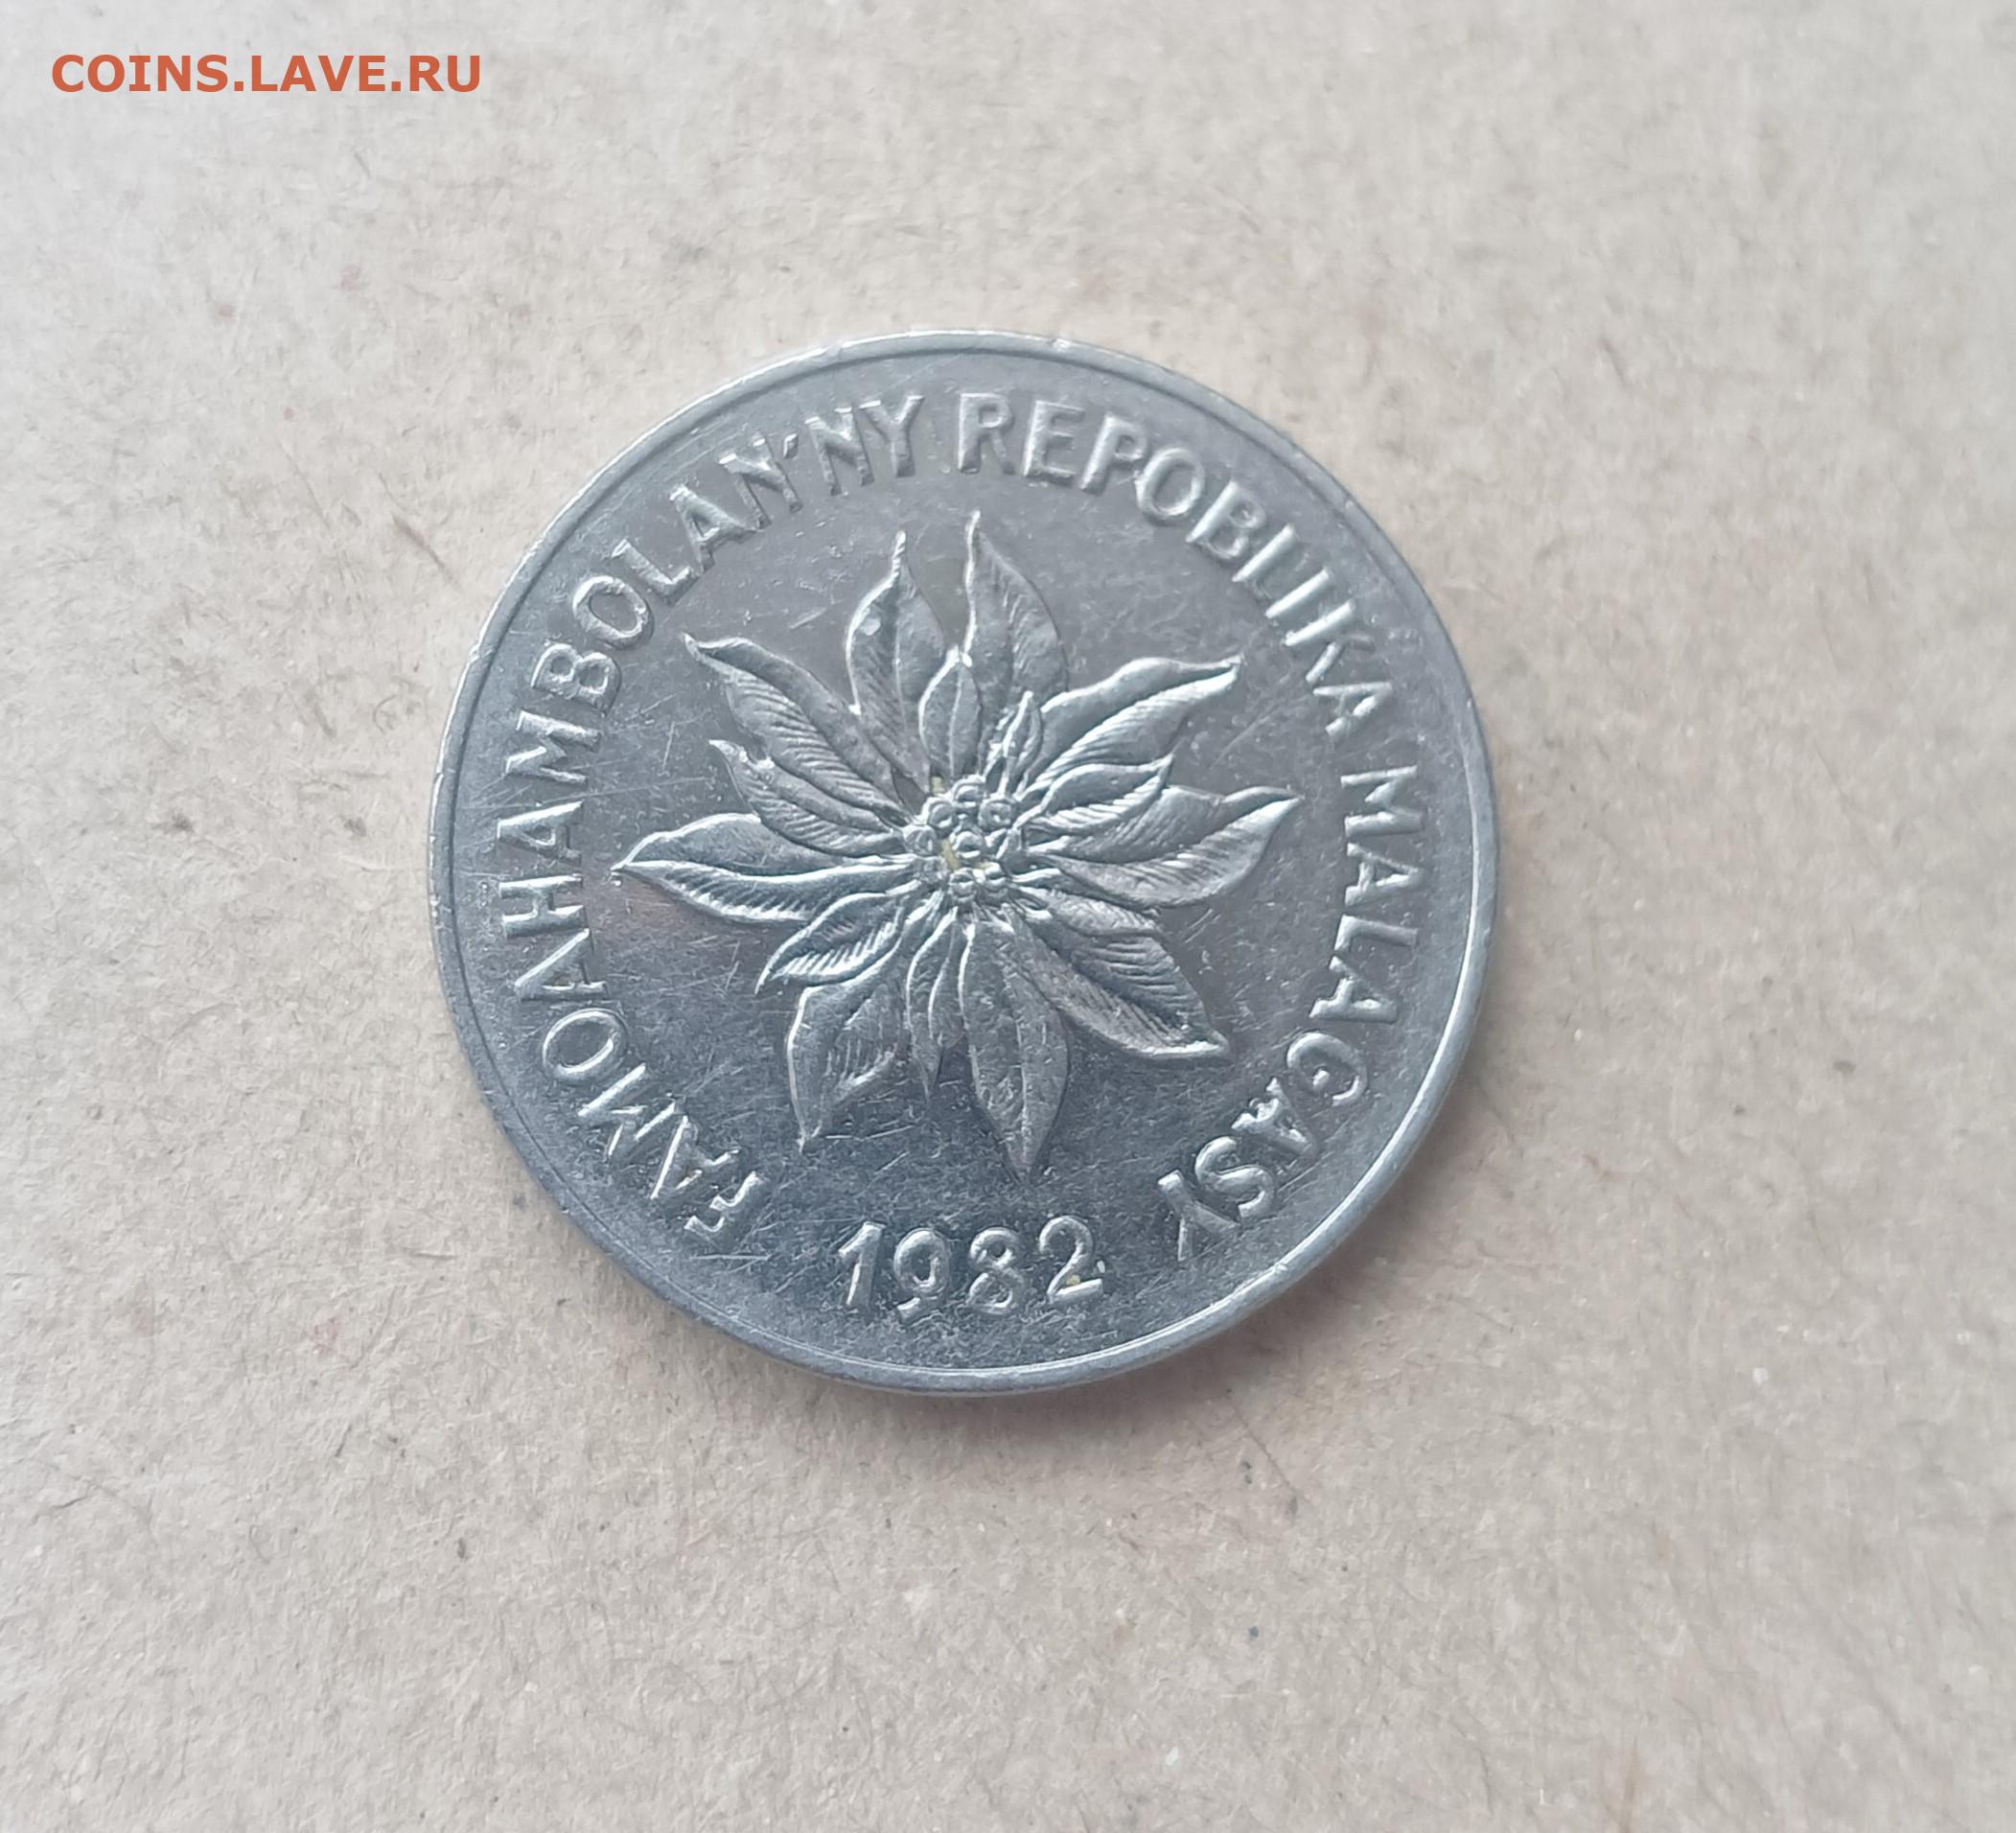 COINS.LAVE.RU
FAMOAHAMBOLAN'NY REPOBLIKA MALAGASY
1982